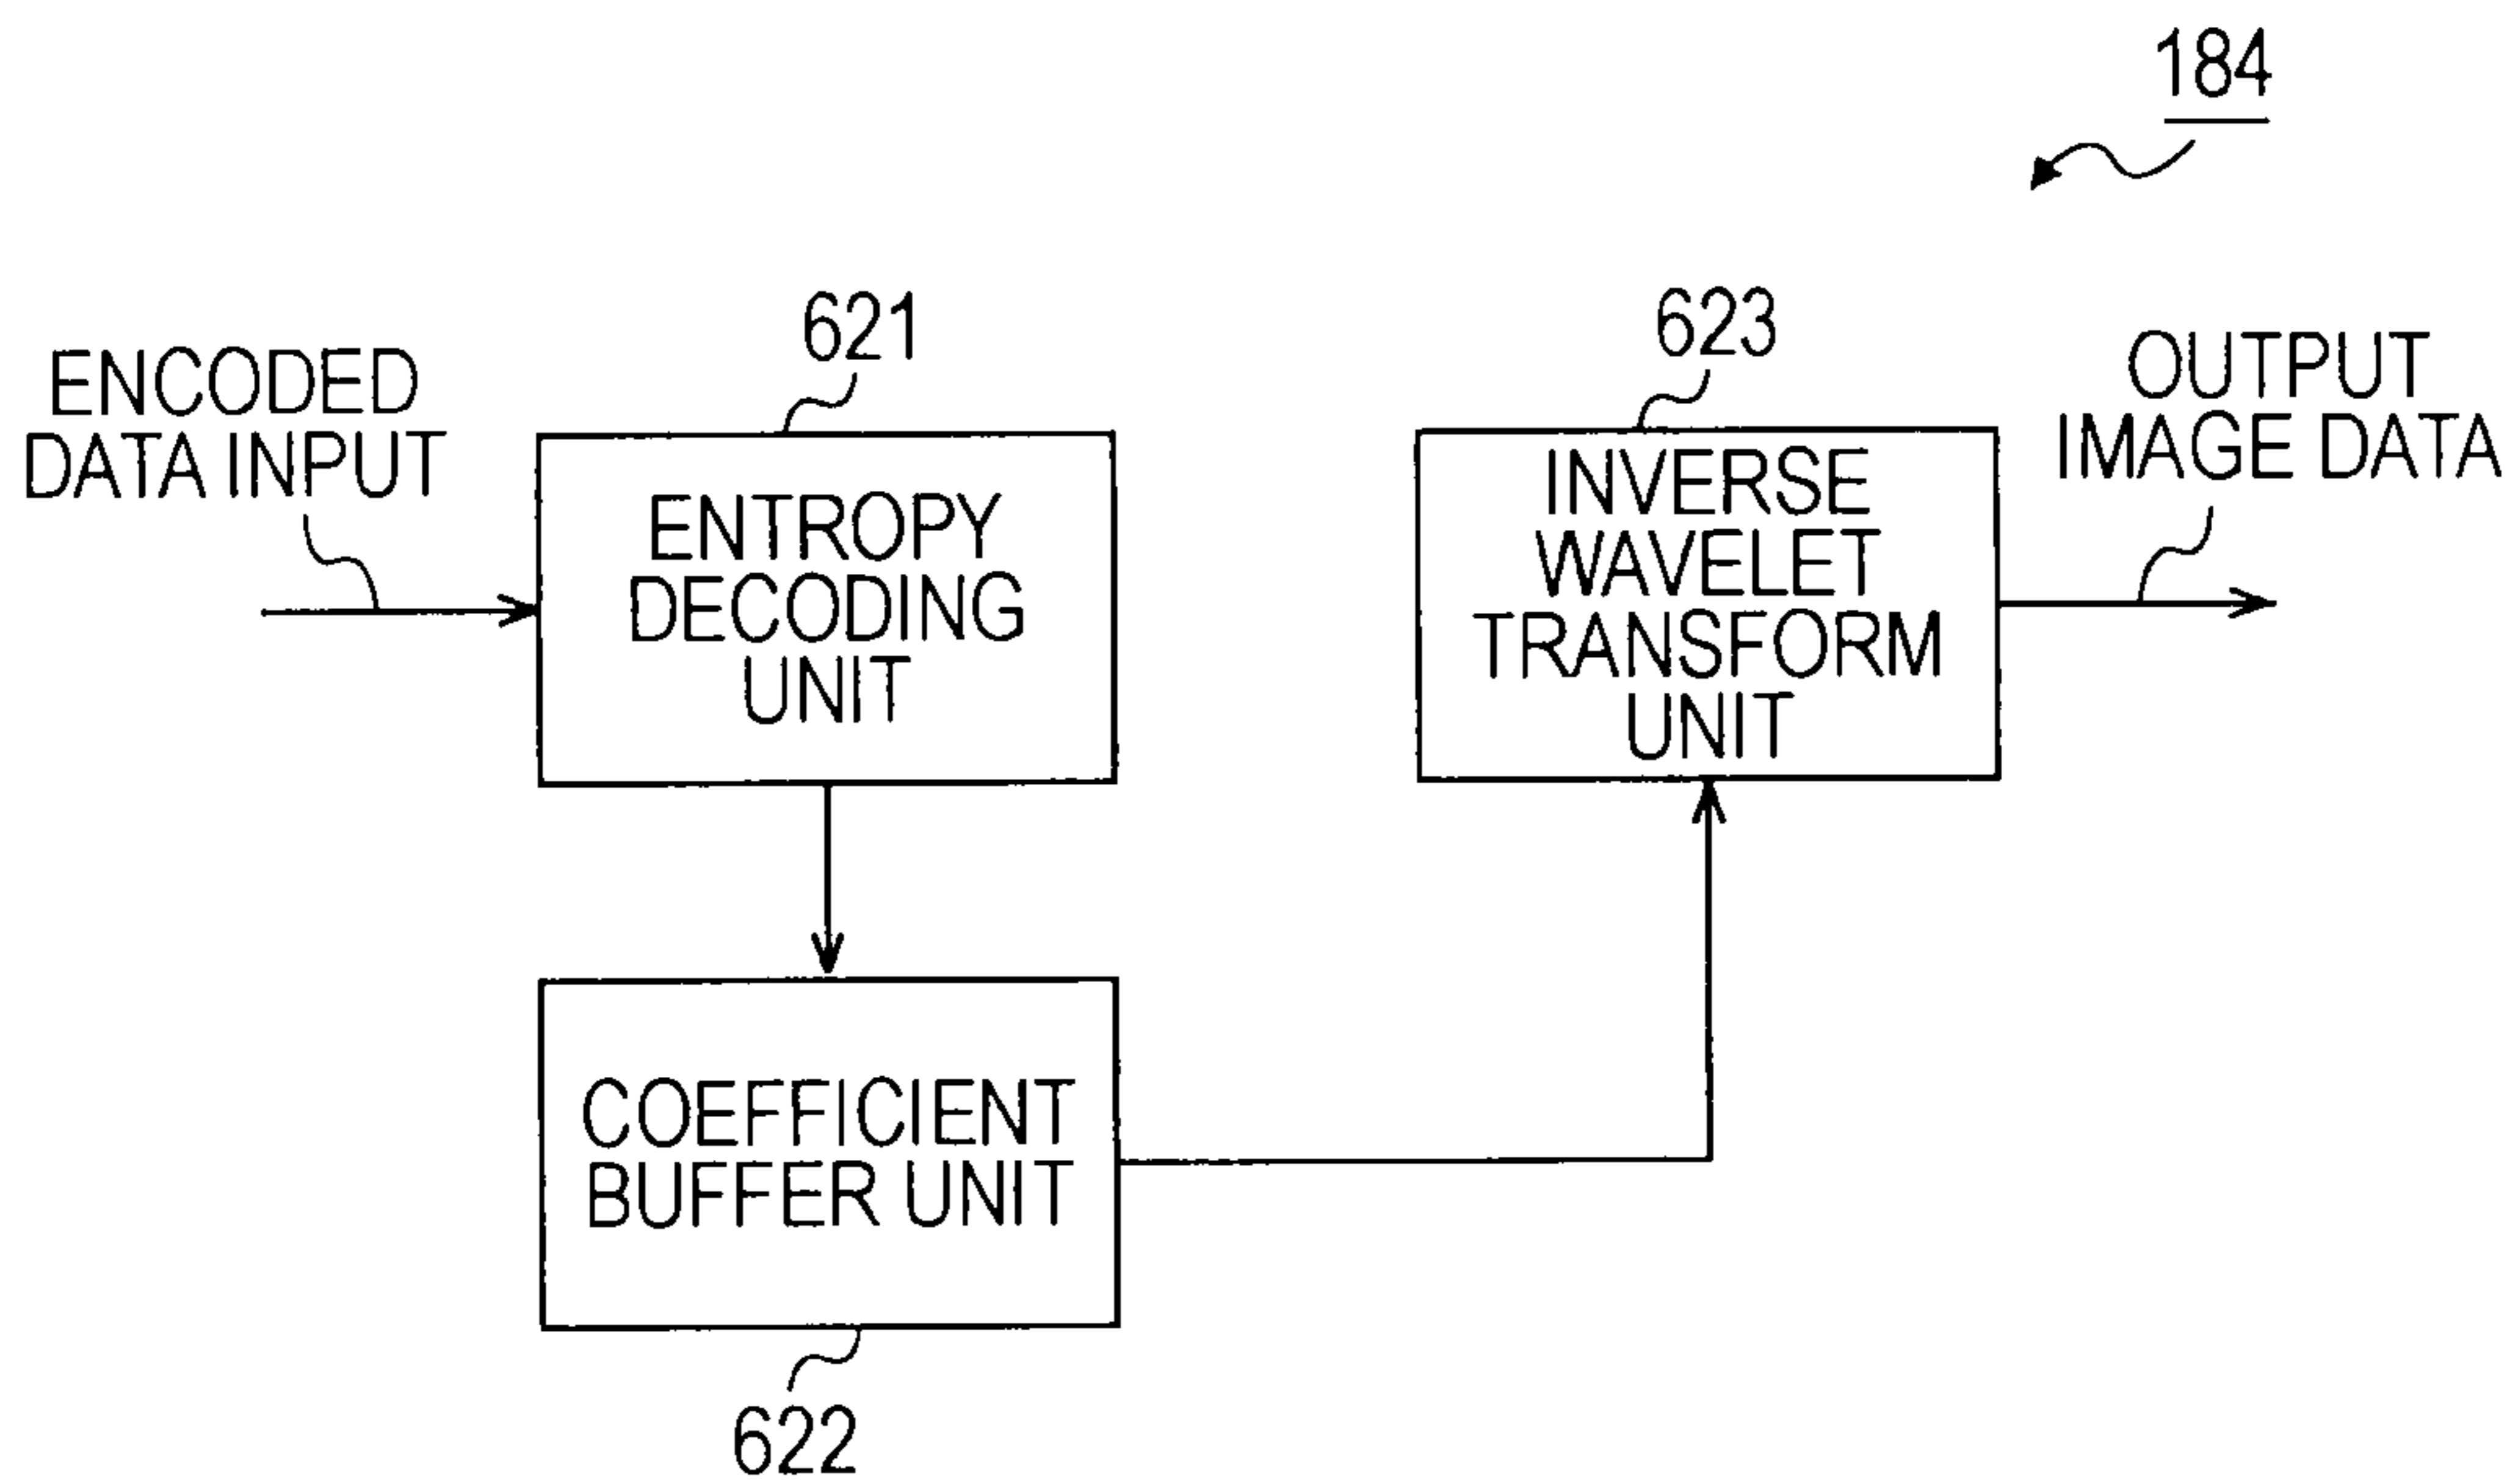 184
621
623
ENCODED
DATA INPUT
OUTPUT
IMAGE DATA
ENTROPY
DECODING
UNIT
INVERSE
WAVELET
TRANSFORM
UNIT
COEFFICIENT
BUFFER UNIT
622